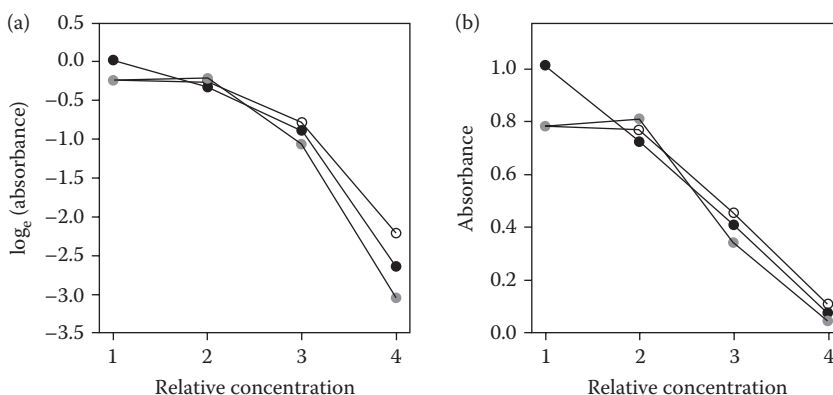 (a)
0.5
0.0
−0.5
−1.0
−1.5
−2.0
−2.5
−3.0
−3.5
logₑ (absorbance)
1 2 3 4
Relative concentration
(b)
1.0
0.8
0.6
0.4
0.2
0.0
Absorbance
1 2 3 4
Relative concentration